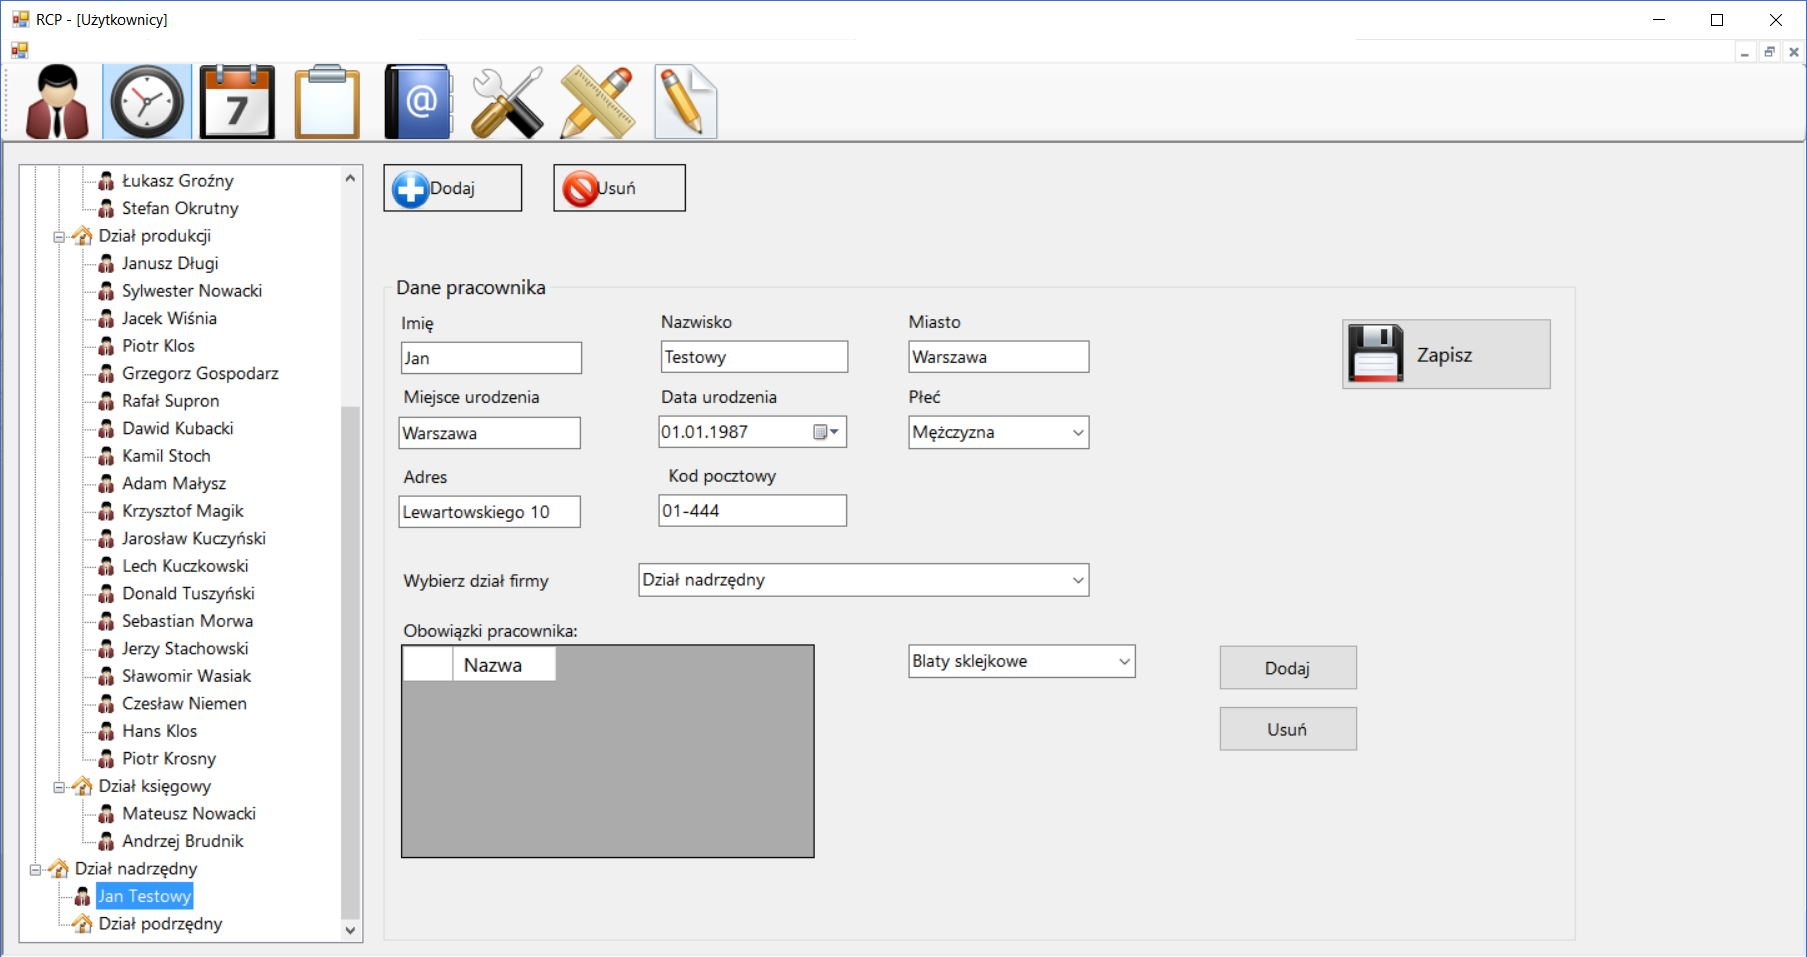 RCP - [Użytkownicy]
7
@
Łukasz Groźny
Stefan Okrutny
Dział produkcji
Janusz Długi
Sylwester Nowacki
Jacek Wiśnia
Piotr Klos
Grzegorz Gospodarz
Rafał Supron
Dawid Kubacki
Kamil Stoch
Adam Małysz
Krzysztof Magik
Jarosław Kuczyński
Lech Kuczkowski
Donald Tuszyński
Sebastian Morwa
Jerzy Stachowski
Sławomir Wasiak
Czesław Niemen
Hans Klos
Piotr Krosny
Dział księgowy
Mateusz Nowacki
Andrzej Brudnik
Dział nadrzędny
Jan Testowy
Dział podrzędny
Dodaj
Usuń
Dane pracownika
Imię
Nazwisko
Miasto
Jan
Testowy
Warszawa
Zapisz
Miejsce urodzenia
Data urodzenia
Płeć
Warszawa
01.01.1987
Mężczyzna
Adres
Kod pocztowy
Lewartowskiego 10
01-444
Wybierz dział firmy
Dział nadrzędny
Obowiązki pracownika:
Nazwa
Blaty sklejkowe
Dodaj
Usuń